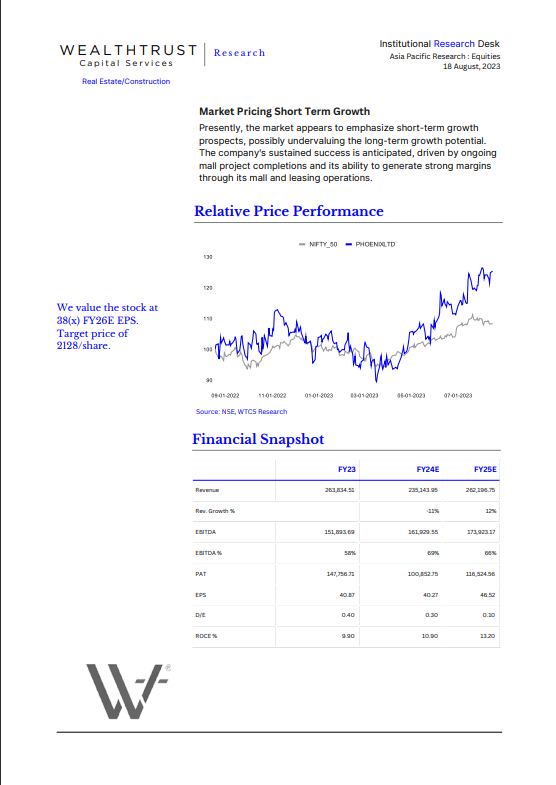 WEALTHTRUST
Capital Services
Research
Real Estate/Construction
Institutional Research Desk
Asia Pacific Research : Equities
18 August, 2023
Market Pricing Short Term Growth
Presently, the market appears to emphasize short-term growth
prospects, possibly undervaluing the long-term growth potential.
The company's sustained success is anticipated, driven by ongoing
mall project completions and its ability to generate strong margins
through its mall and leasing operations.
Relative Price Performance
NIFTY_50 PHOENIXLTD
130
120
110
100
90
09-01-2022 11-01-2022 01-01-2023 03-01-2023 05-01-2023 07-01-2023
We value the stock at
38(x) FY26E EPS.
Target price of
2128/share.
Source: NSE, WTCS Research
Financial Snapshot
FY23 FY24E FY25E
Revenue 263,834.51 235,143.95 262,196.75
Rev. Growth % -11% 12%
EBITDA 151,893.69 161,929.55 173,923.17
EBITDA % 58% 69% 66%
PAT 147,756.71 100,852.75 116,524.56
EPS 40.87 40.27 46.52
D/E 0.40 0.30 0.10
ROCE % 9.90 10.90 13.20
W
®